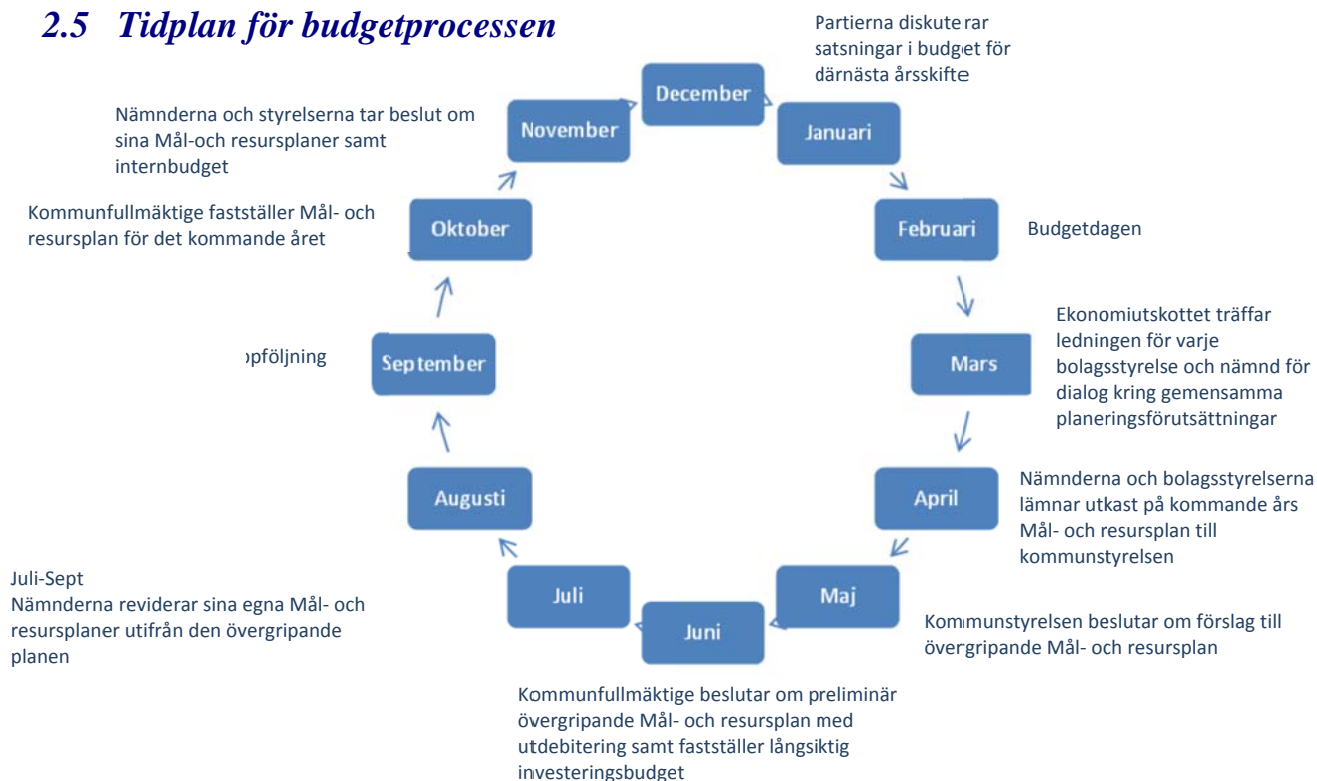 2.5 Tidplan för budgetprocessen
Partierna diskuterar
satsningar i budget för
därnästa årsskifte
December
Januari
Februari
Budgetdagen
Mars
Ekonomiutskottet träffar
ledningen för varje
bolagsstyrelse och nämnd för
dialog kring gemensamma
planeringsförutsättningar
April
Nämnderna och bolagsstyrelserna
lämnar utkast på kommande års
Mål- och resursplan till
kommunstyrelsen
Maj
Kommunstyrelsen beslutar om förslag till
övergripande Mål- och resursplan
Juni
Kommunfullmäktige beslutar om preliminär
övergripande Mål- och resursplan med
utdebitering samt fastställer långsiktig
investeringsbudget
Juli
Juli-Sept
Nämnderna reviderar sina egna Mål- och
resursplaner utifrån den övergripande
planen
Augusti
September
ppföljning
Oktober
Kommunfullmäktige fastställer Mål- och
resursplan för det kommande året
November
Nämnderna och styrelserna tar beslut om
sina Mål-och resursplaner samt
internbudget